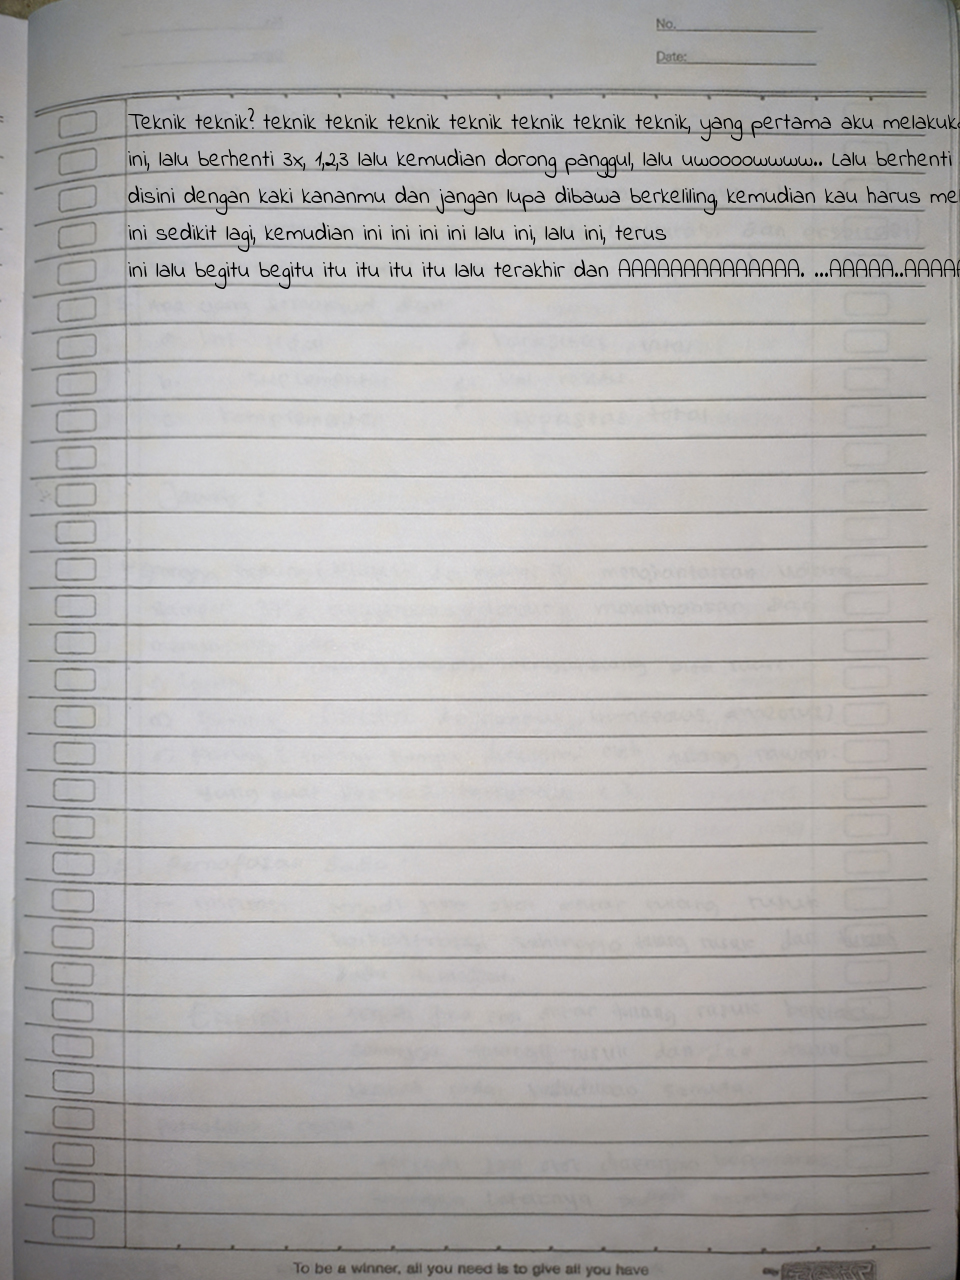 No.
Date:
Teknik teknik? teknik teknik teknik teknik teknik teknik teknik, yang pertama aku
ini, lalu berhenti 3x, 1,2,3 lalu kemudian dorong panggul, lalu uwoooowwww.. Lalu berhenti
disini dengan kaki kananmu dan jangan lupa dibawa berkeliling, kemudian kau harus
ini sedikit lagi, kemudian ini ini ini ini lalu ini, lalu ini, terus
ini lalu begitu begitu itu itu itu itu lalu terakhir dan AAAAAAAAAAAAAA. ...AAAAA..AAAAA
To be a winner, all you need is to give all you have